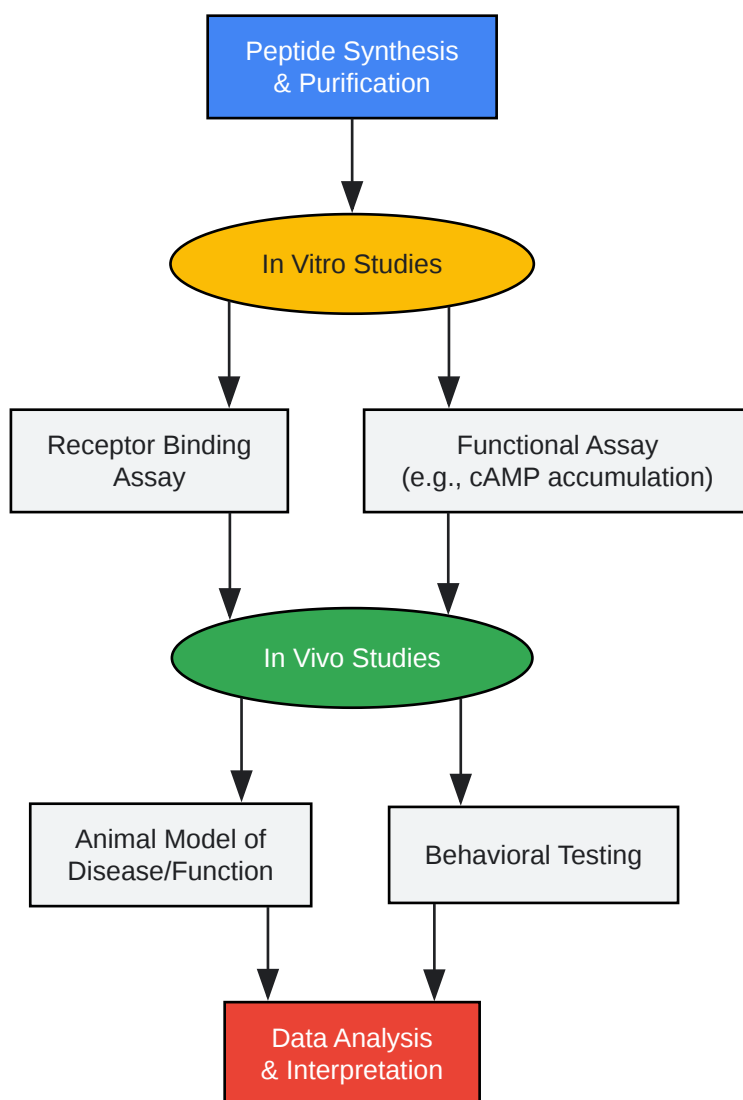 Peptide Synthesis
& Purification
In Vitro Studies
Receptor Binding
Assay
Functional Assay
(e.g., cAMP accumulation)
In Vivo Studies
Animal Model of
Disease/Function
Behavioral Testing
Data Analysis
& Interpretation